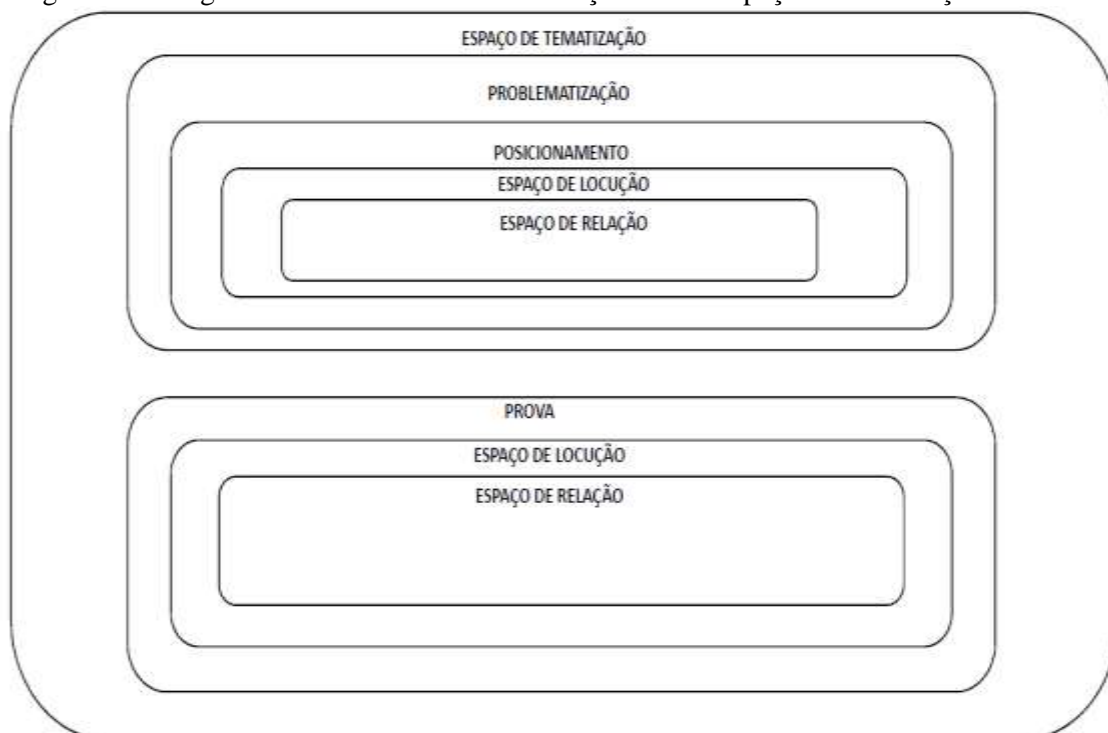 ESPAÇO DE TEMATIZAÇÃO
PROBLEMATIZAÇÃO
POSICIONAMENTO
ESPAÇO DE LOCUÇÃO
ESPAÇO DE RELAÇÃO
PROVA
ESPAÇO DE LOCUÇÃO
ESPAÇO DE RELAÇÃO